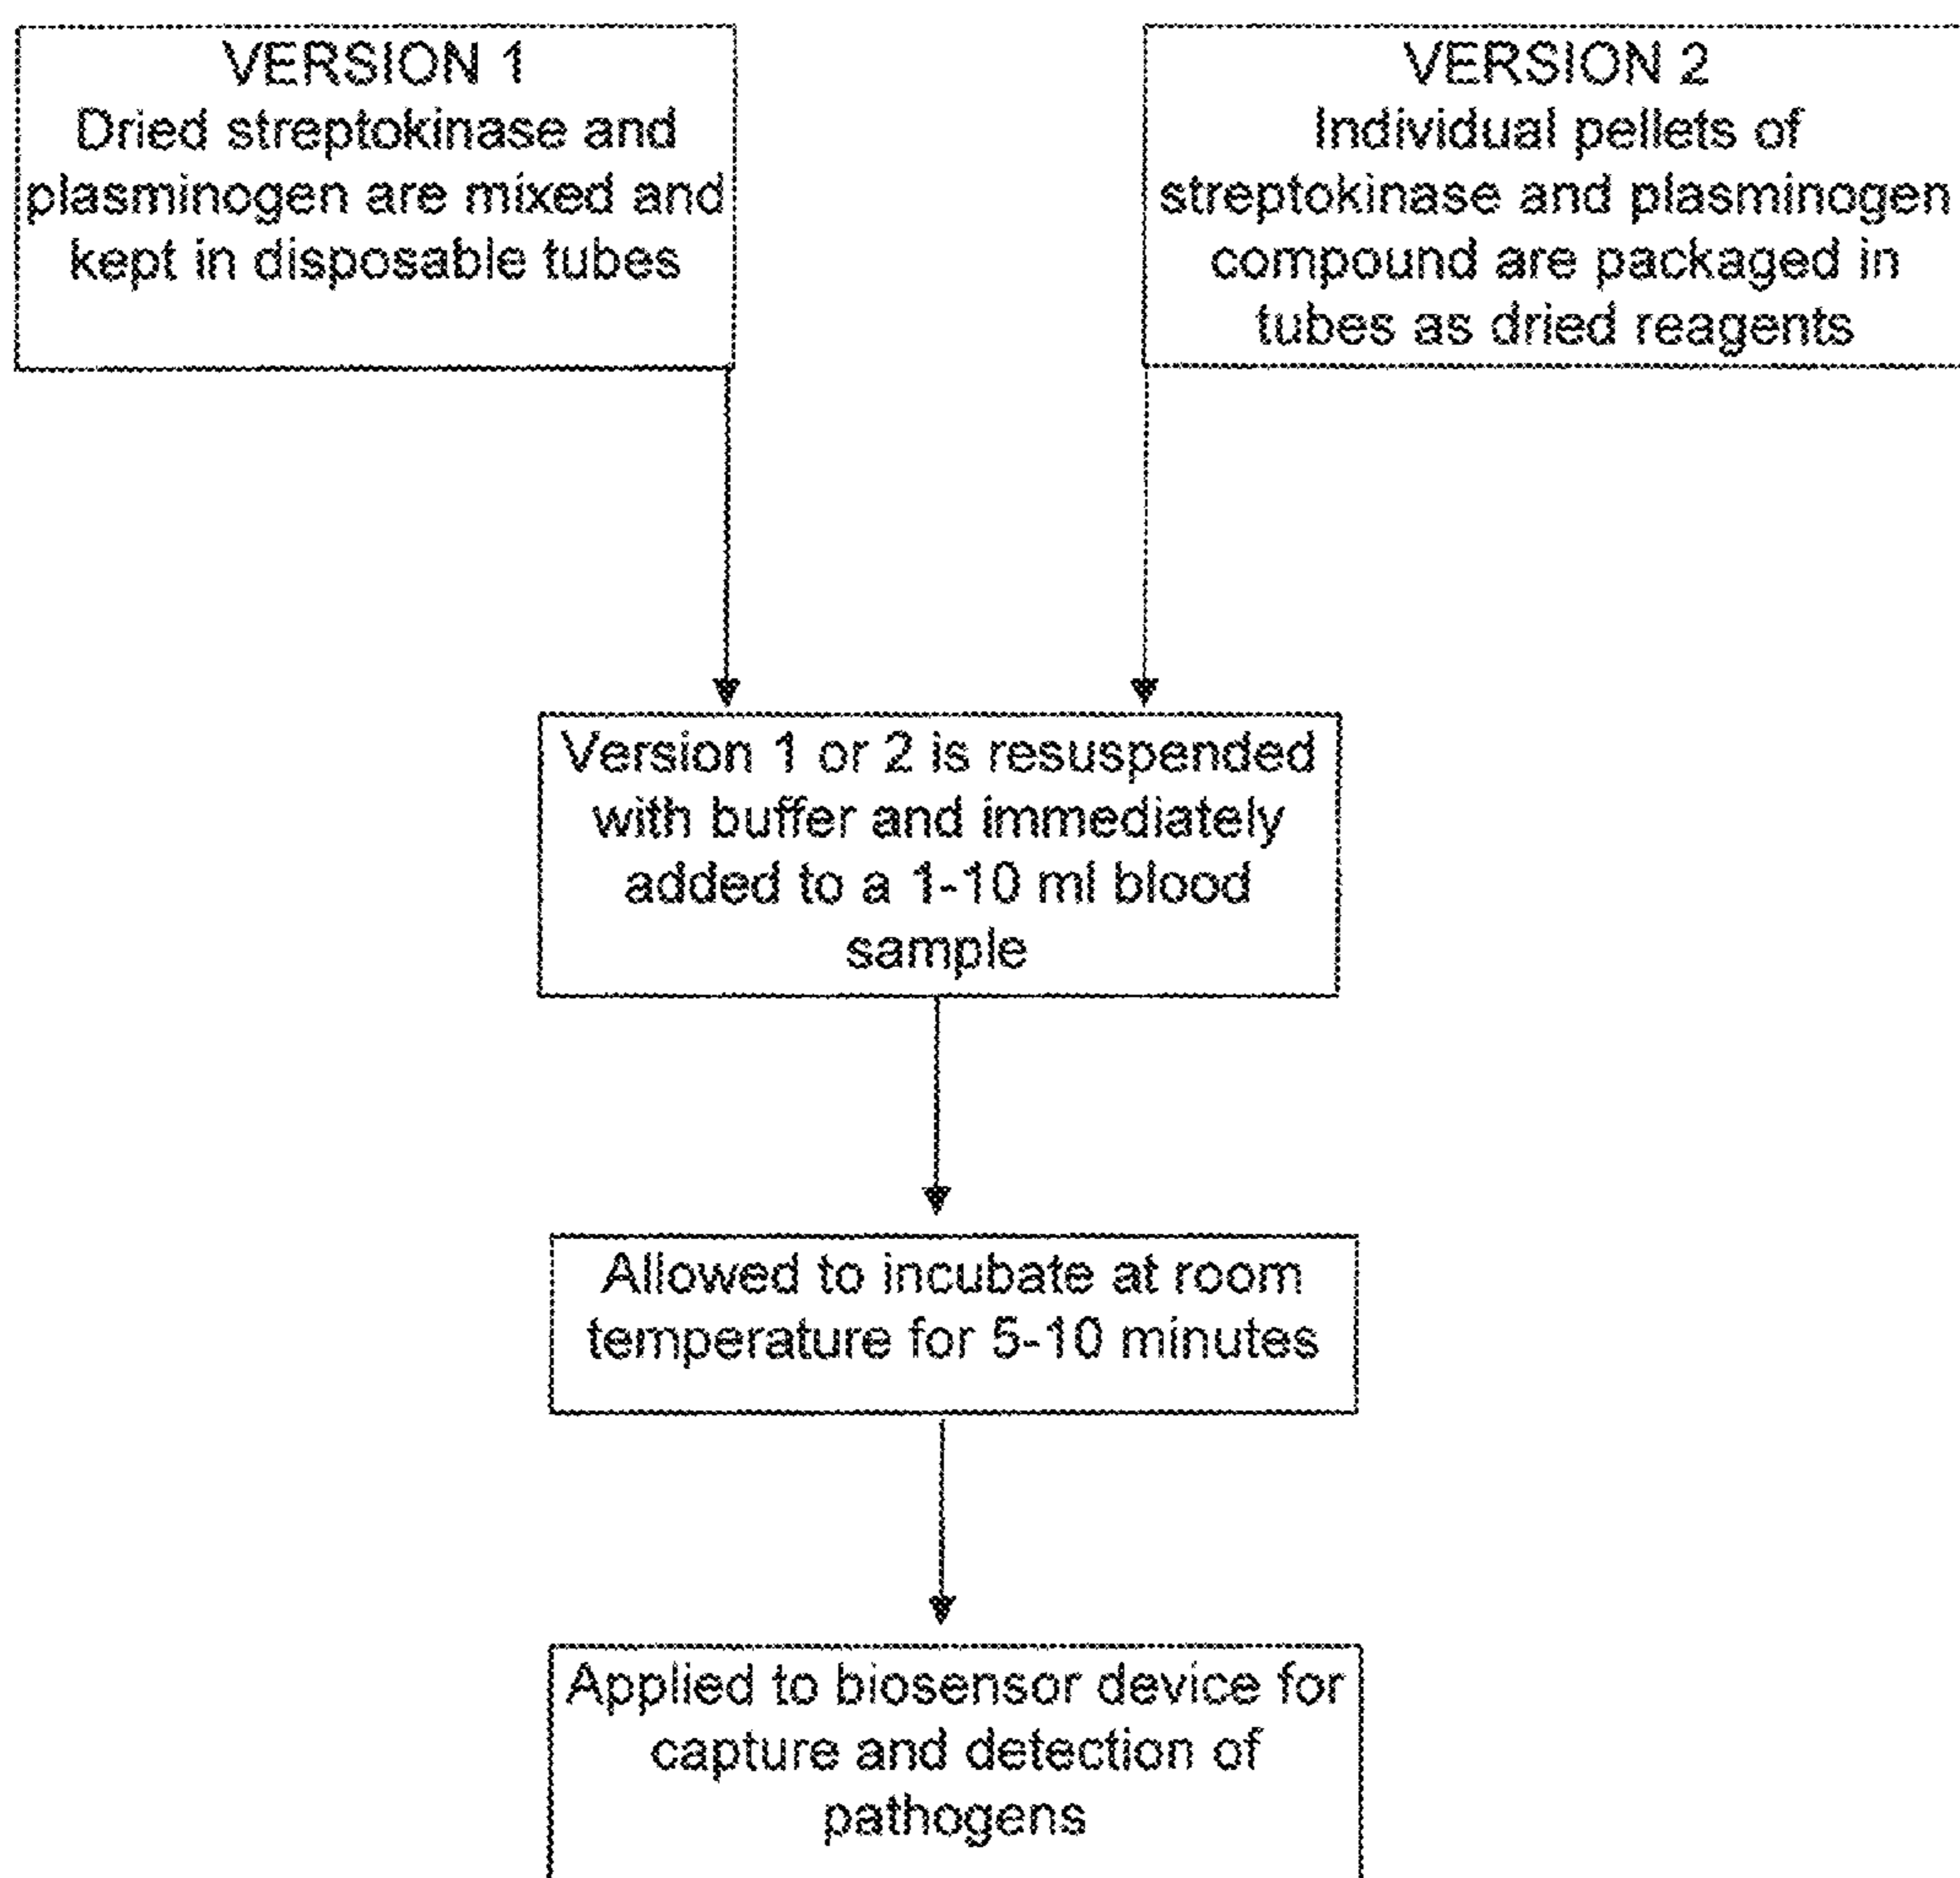 VERSION 1
Dried streptokinase and
plasminogen are mixed and
kept in disposable tubes
VERSION 2
Individual pellets of
streptokinase and plasminogen
compound are packaged in
tubes as dried reagents
Version 1 or 2 is resuspended
with buffer and immediately
added to a 1-10 ml blood
sample
Allowed to incubate at room
temperature for 5-10 minutes
Applied to biosensor device for
capture and detection of
pathogens